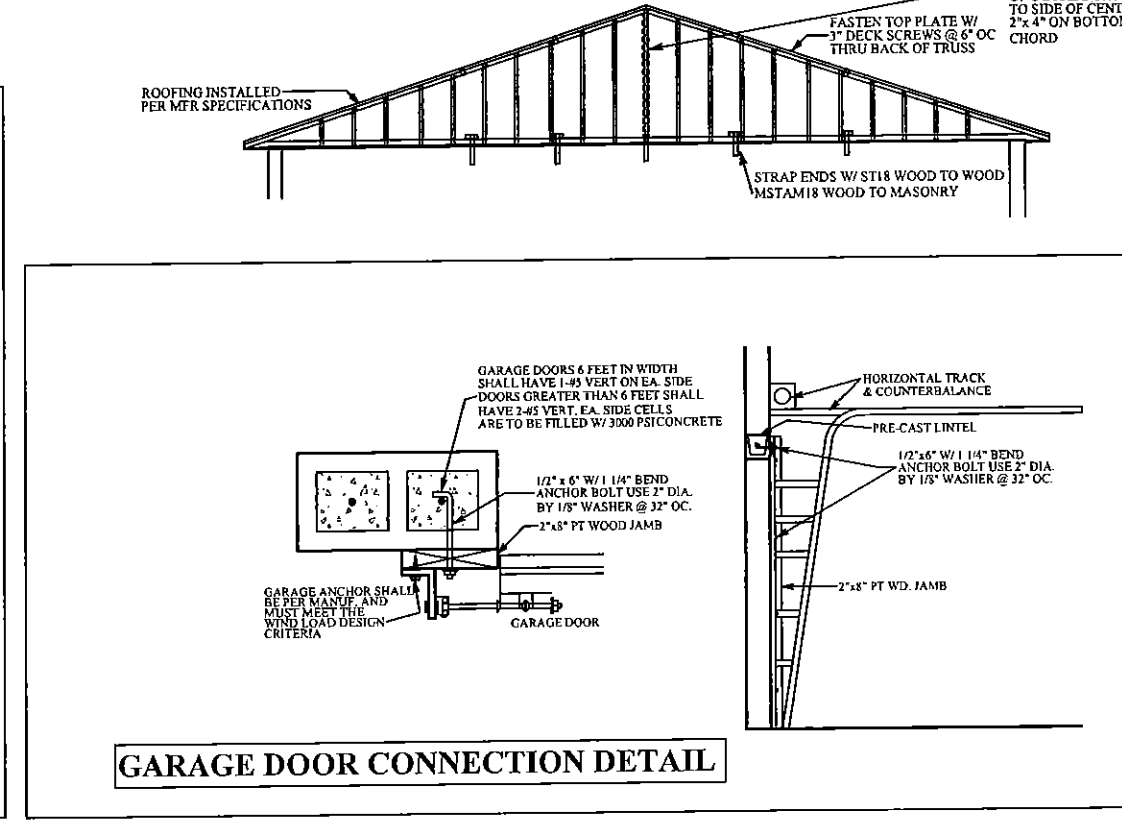 TO SIDE OF CENT
2"x 4" ON BOTTOM
CHORD
FASTEN TOP PLATE W/
3" DECK SCREWS @ 6" OC
THRU BACK OF TRUSS
ROOFING INSTALLED
PER MFR SPECIFICATIONS
STRAP ENDS W/ ST18 WOOD TO WOOD
MSTAM18 WOOD TO MASONRY
GARAGE DOORS 6 FEET IN WIDTH
SHALL HAVE 1-#5 VERT ON EA. SIDE
DOORS GREATER THAN 6 FEET SHALL
HAVE 2-#5 VERT. EA. SIDE CELLS
ARE TO BE FILLED W/ 3000 PSI CONCRETE
1/2" x 6" W/ 1 1/4" BEND
ANCHOR BOLT USE 2" DIA.
BY 1/8" WASHER @ 32" OC.
2"x8" PT WOOD JAMB
GARAGE ANCHOR SHALL
BE PER MANUF. AND
MUST MEET THE
WIND LOAD DESIGN
CRITERIA
GARAGE DOOR
HORIZONTAL TRACK
& COUNTERBALANCE
PRE-CAST LINTEL
1/2"x6" W/ 1 1/4" BEND
ANCHOR BOLT USE 2" DIA.
BY 1/8" WASHER @ 32" OC.
2"x8" PT WD. JAMB
GARAGE DOOR CONNECTION DETAIL